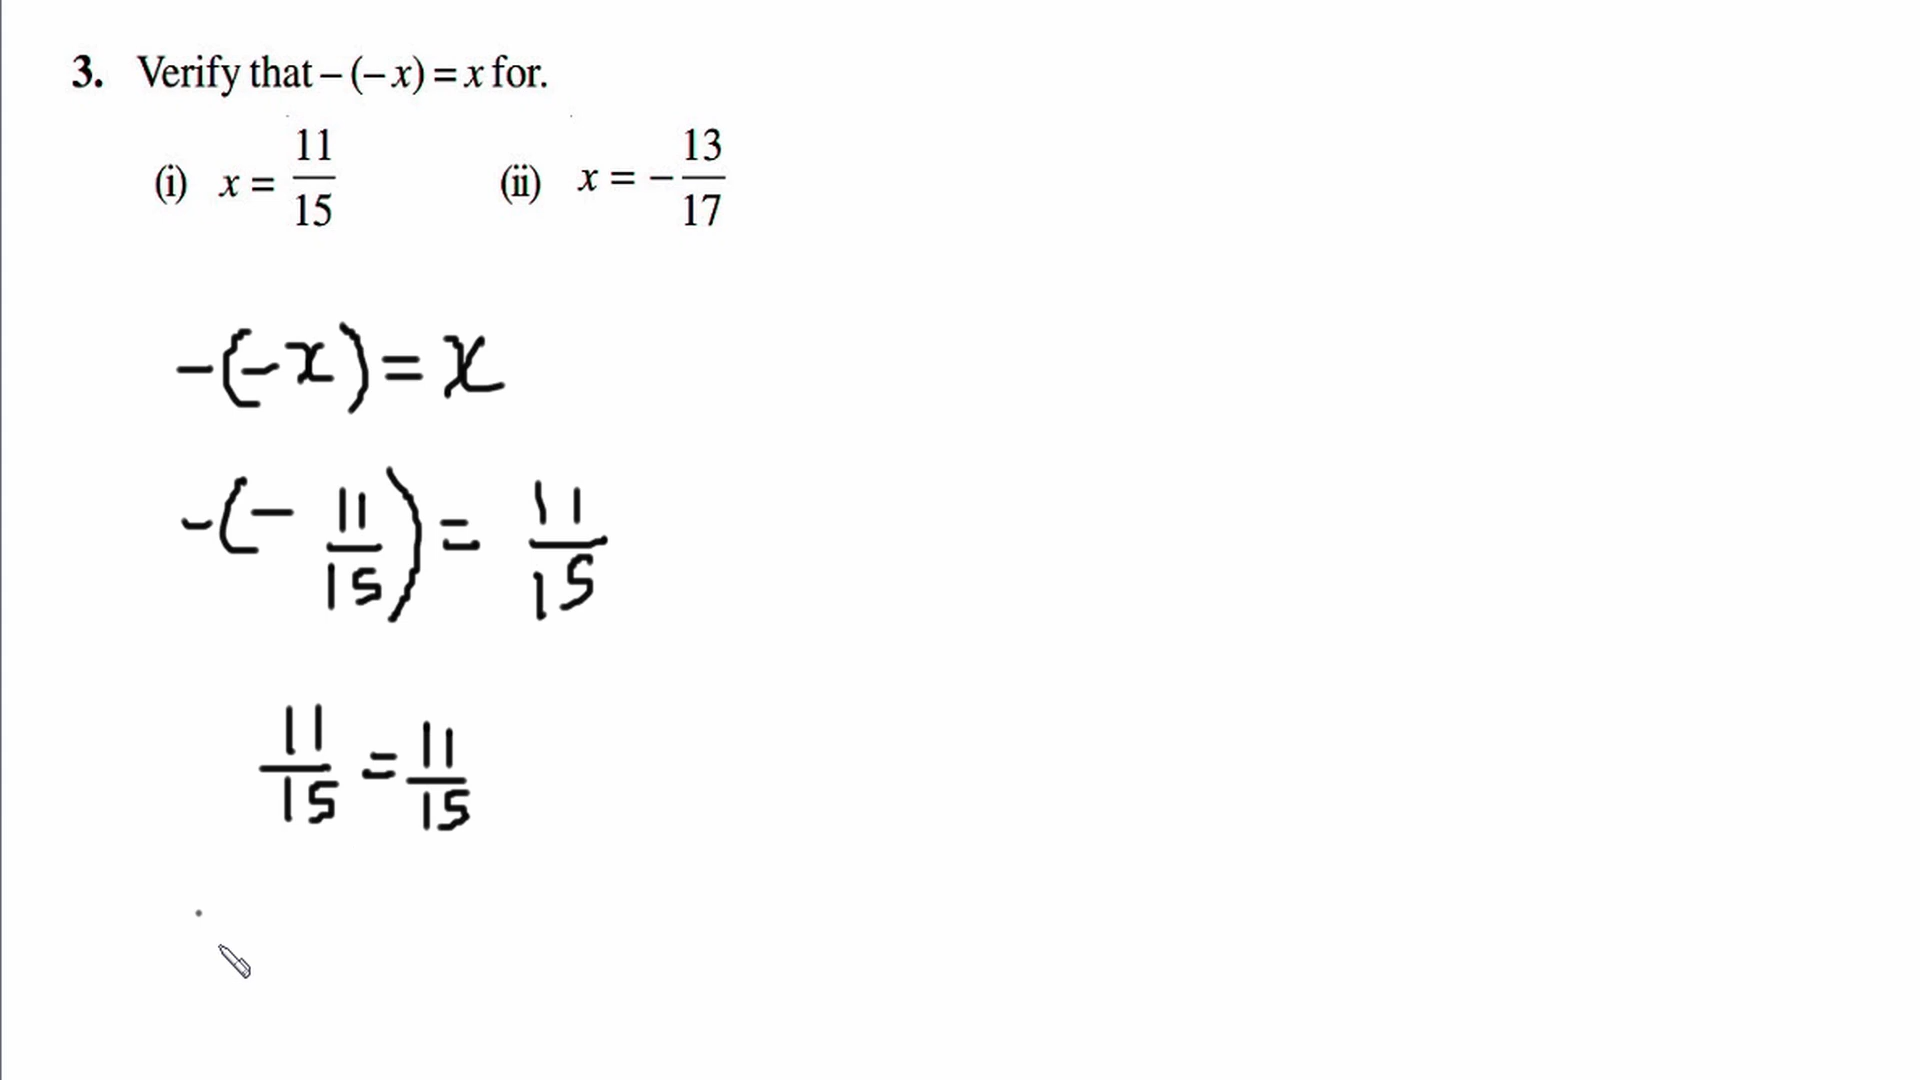 3. Verify that – (– x) = x for.
(i) x = 11/15 (ii) x = – 13/17
-(-x) = x
-(- 11/15) = 11/15
11/15 = 11/15